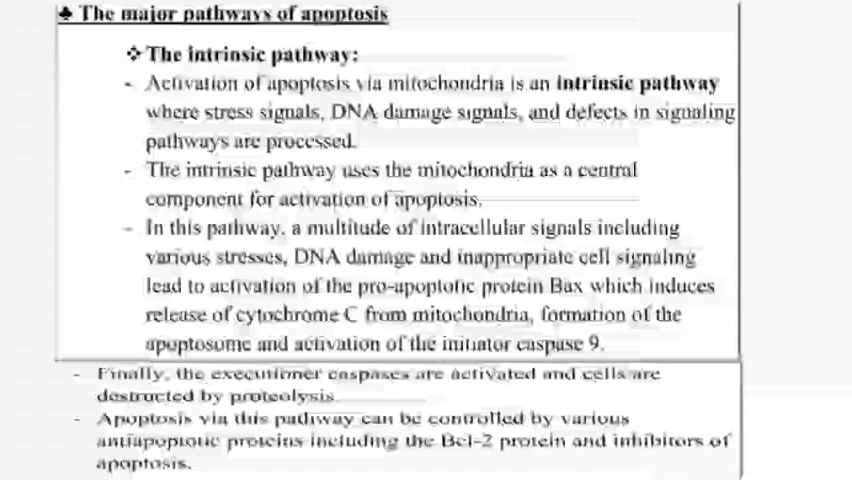 ♣ The major pathways of apoptosis
❖ The intrinsic pathway:
- Activation of apoptosis via mitochondria is an intrinsic pathway
where stress signals, DNA damage signals, and defects in signaling
pathways are processed.
- The intrinsic pathway uses the mitochondria as a central
component for activation of apoptosis.
- In this pathway, a multitude of intracellular signals including
various stresses, DNA damage and inappropriate cell signaling
lead to activation of the pro-apoptotic protein Bax which induces
release of cytochrome C from mitochondria, formation of the
apoptosome and activation of the initiator caspase 9.
- Finally, the executioner caspases are activated and cells are
destructed by proteolysis.
- Apoptosis via this pathway can be controlled by various
antiapoptotic proteins including the Bcl-2 protein and inhibitors of
apoptosis.